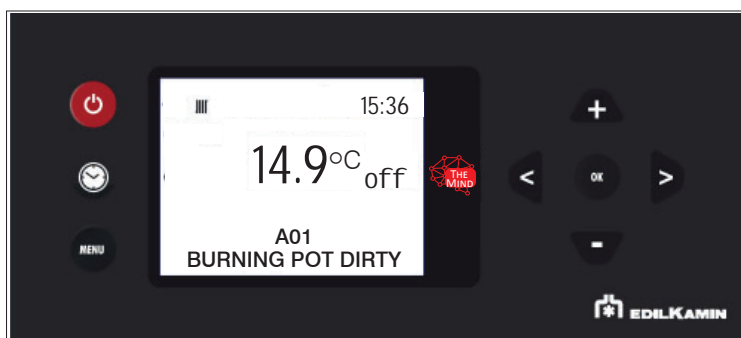 15:36
14.9°C off
THE
MIND
A01
BURNING POT DIRTY
MENU
OK
EDILKAMIN